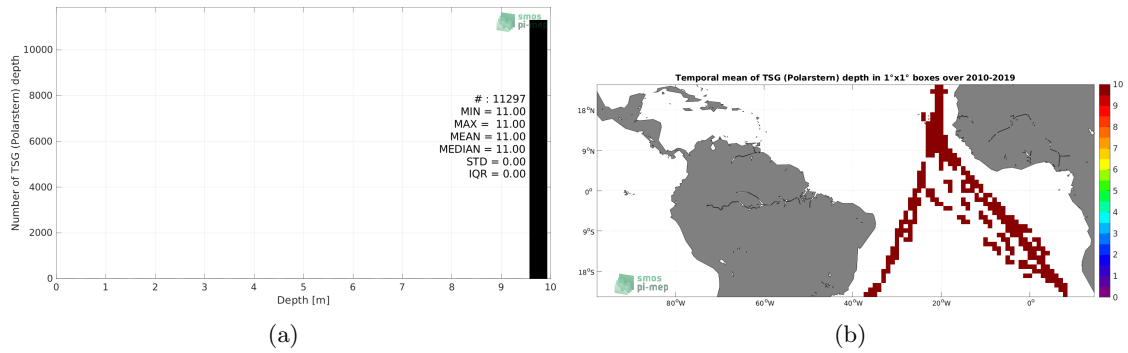 smos
pi-mep
Number of TSG (Polarstern) depth
10000
8000
6000
4000
2000
0
# : 11297
MIN = 11.00
MAX = 11.00
MEAN = 11.00
MEDIAN = 11.00
STD = 0.00
IQR = 0.00
0 1 2 3 4 5 6 7 8 9 10
Depth [m]
(a)
Temporal mean of TSG (Polarstern) depth in 1°x1° boxes over 2010-2019
18°N
9°N
0°
9°S
18°S
80°W 60°W 40°W 20°W 0°
10
9
8
7
6
5
4
3
2
1
0
smos
pi-mep
(b)